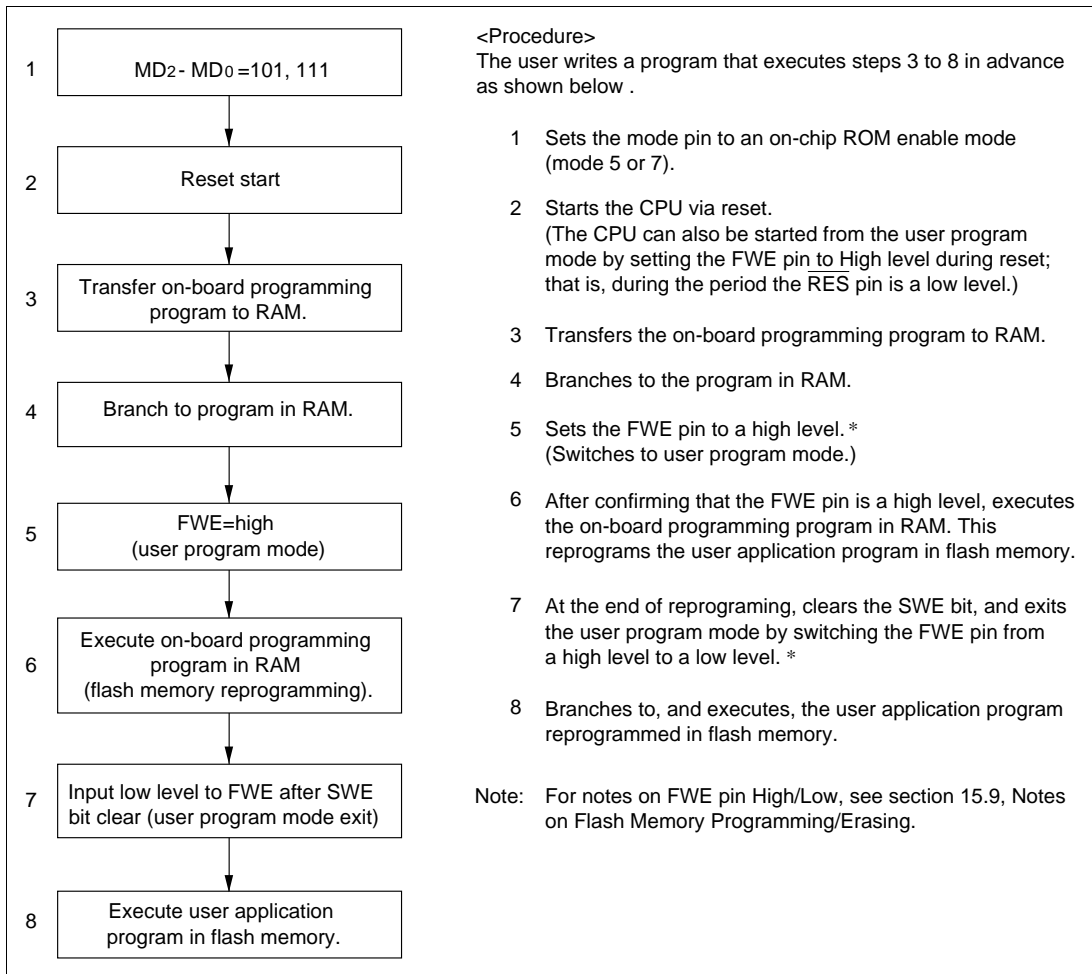 1
MD2 - MD0 =101, 111
2
Reset start
3
Transfer on-board programming
program to RAM.
4
Branch to program in RAM.
5
FWE=high
(user program mode)
6
Execute on-board programming
program in RAM
(flash memory reprogramming).
7
Input low level to FWE after SWE
bit clear (user program mode exit)
8
Execute user application
program in flash memory.
<Procedure>
The user writes a program that executes steps 3 to 8 in advance
as shown below .
1 Sets the mode pin to an on-chip ROM enable mode
(mode 5 or 7).
2 Starts the CPU via reset.
(The CPU can also be started from the user program
mode by setting the FWE pin to High level during reset;
that is, during the period the RES pin is a low level.)
3 Transfers the on-board programming program to RAM.
4 Branches to the program in RAM.
5 Sets the FWE pin to a high level. *
(Switches to user program mode.)
6 After confirming that the FWE pin is a high level, executes
the on-board programming program in RAM. This
reprograms the user application program in flash memory.
7 At the end of reprograming, clears the SWE bit, and exits
the user program mode by switching the FWE pin from
a high level to a low level. *
8 Branches to, and executes, the user application program
reprogrammed in flash memory.
Note: For notes on FWE pin High/Low, see section 15.9, Notes
on Flash Memory Programming/Erasing.